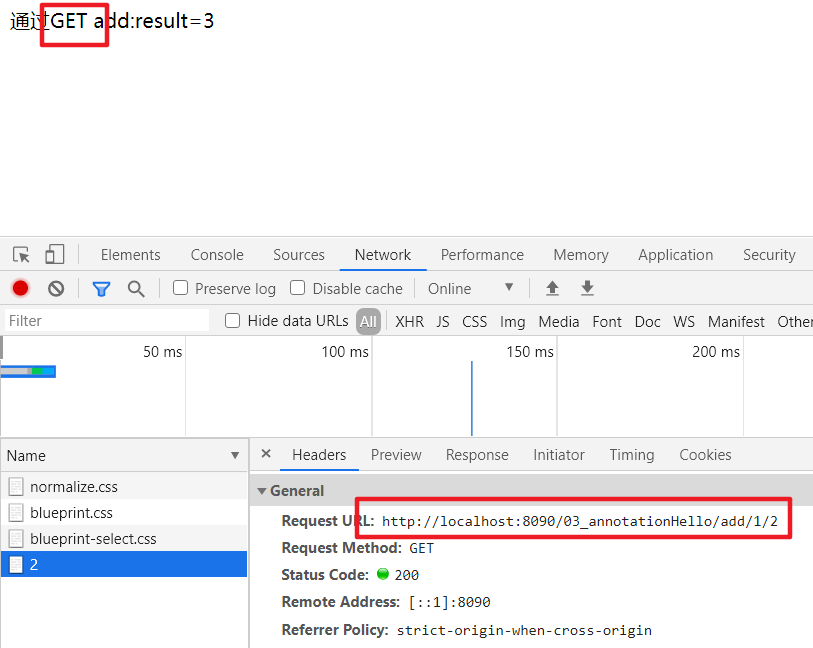 通过GET add:result=3
Elements Console Sources Network Performance Memory Application Security
Preserve log Disable cache Online
Filter Hide data URLs All XHR JS CSS Img Media Font Doc WS Manifest Other
50 ms 100 ms 150 ms 200 ms
Name Headers Preview Response Initiator Timing Cookies
normalize.css
blueprint.css
blueprint-select.css
2
General
Request URL: http://localhost:8090/03_annotationHello/add/1/2
Request Method: GET
Status Code: 200
Remote Address: [::1]:8090
Referrer Policy: strict-origin-when-cross-origin